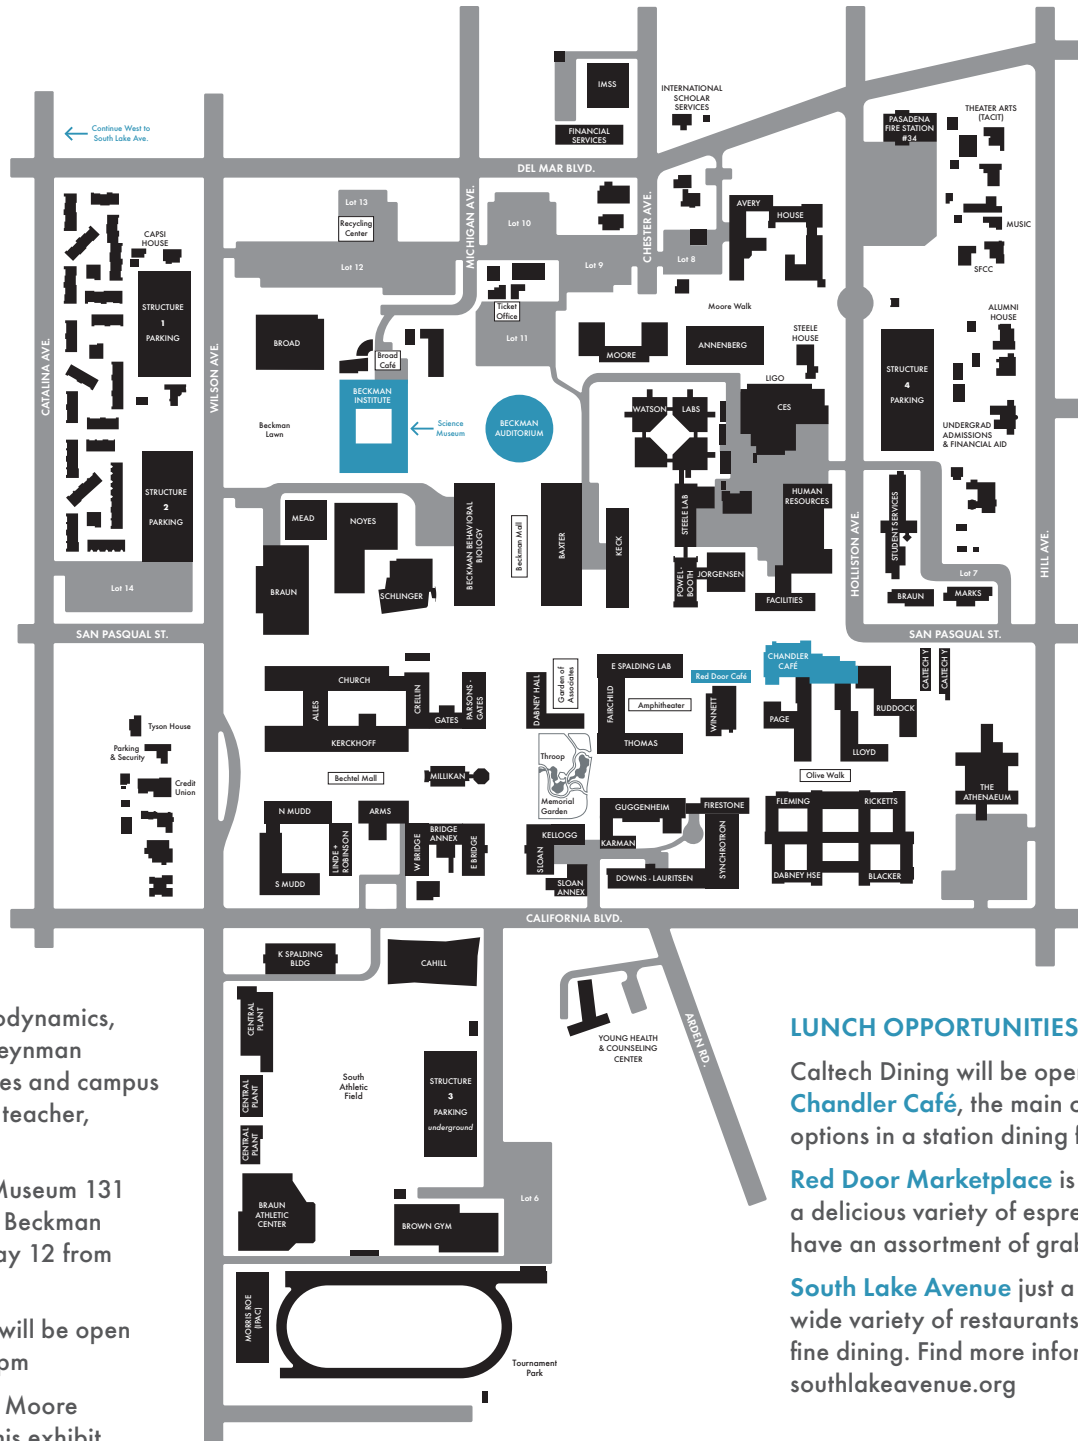 IMSS
FINANCIAL
SERVICES
INTERNATIONAL
SCHOLAR
SERVICES
PASADENA
FIRE STATION
#34
THEATER ARTS
(TACIT)
Continue West to
South Lake Ave.
DEL MAR BLVD.
CATALINA AVE.
WILSON AVE.
MICHIGAN AVE.
CHESTER AVE.
HOLLISTON AVE.
HILL AVE.
Lot 13
Recycling
Center
Lot 12
Lot 10
Lot 9
Lot 8
AVERY
HOUSE
MUSIC
SFCC
CAPSI
HOUSE
STRUCTURE
1
PARKING
Ticket
Office
Lot 11
Moore Walk
ALUMNI
HOUSE
BROAD
Broad
Café
MOORE
ANNENBERG
STEELE
HOUSE
LIGO
STRUCTURE
4
PARKING
BECKMAN
INSTITUTE
Science
Museum
BECKMAN
AUDITORIUM
Beckman
Lawn
WATSON
LABS
CES
UNDERGRAD
ADMISSIONS
& FINANCIAL AID
STRUCTURE
2
PARKING
MEAD
NOYES
BECKMAN BEHAVIORAL
BIOLOGY
Beckman Mall
BAXTER
KECK
STEELE LAB
HUMAN
RESOURCES
STUDENT SERVICES
Lot 14
BRAUN
SCHLINGER
POWEL-
BOOTH
JORGENSEN
FACILITIES
Lot 7
BRAUN
MARKS
SAN PASQUAL ST.
SAN PASQUAL ST.
CHURCH
ALLES
CRELLIN
GATES
PARSONS -
GATES
KERCKHOFF
DABNEY HALL
Garden of
Associates
E SPALDING LAB
FAIRCHILD
Amphitheater
THOMAS
Red Door Café
WINNETT
CHANDLER
CAFÉ
PAGE
LLOYD
RUDDOCK
CALTECH Y
CALTECH Y
Tyson House
Parking
& Security
Credit
Union
Bechtel Mall
MILLIKAN
Throop
Memorial
Garden
Olive Walk
THE
ATHENAEUM
N MUDD
LINDE +
ROBINSON
S MUDD
ARMS
W BRIDGE
BRIDGE
ANNEX
E BRIDGE
KELLOGG
SLOAN
SLOAN
ANNEX
GUGGENHEIM
KARMAN
FIRESTONE
SYNCHROTRON
DOWNS - LAURITSEN
FLEMING
RICKETTS
DABNEY HSE
BLACKER
CALIFORNIA BLVD.
K SPALDING
BLDG
CAHILL
YOUNG HEALTH
& COUNSELING
CENTER
ARDEN RD.
CENTRAL
PLANT
CENTRAL
PLANT
CENTRAL
PLANT
South
Athletic
Field
STRUCTURE
3
PARKING
underground
BRAUN
ATHLETIC
CENTER
BROWN GYM
Lot 6
MORRIS ROE
(IPAC)
Tournament
Park
odynamics,
eynman
es and campus
teacher,
Museum 131
Beckman
ay 12 from
will be open
pm
Moore
his exhibit
LUNCH OPPORTUNITIES
Caltech Dining will be oper
Chandler Café, the main c
options in a station dining f
Red Door Marketplace is
a delicious variety of espre
have an assortment of grab
South Lake Avenue just a
wide variety of restaurants
fine dining. Find more infor
southlakeavenue.org